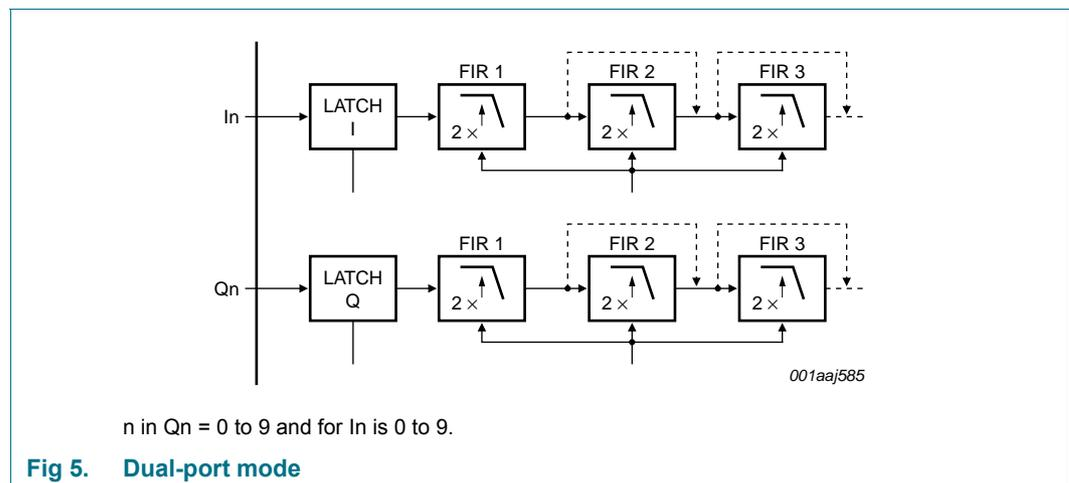 FIR 1 FIR 2 FIR 3
In LATCH I 2 × 2 × 2 ×
FIR 1 FIR 2 FIR 3
Qn LATCH Q 2 × 2 × 2 ×
001aaj585
n in Qn = 0 to 9 and for In is 0 to 9.
Fig 5. Dual-port mode